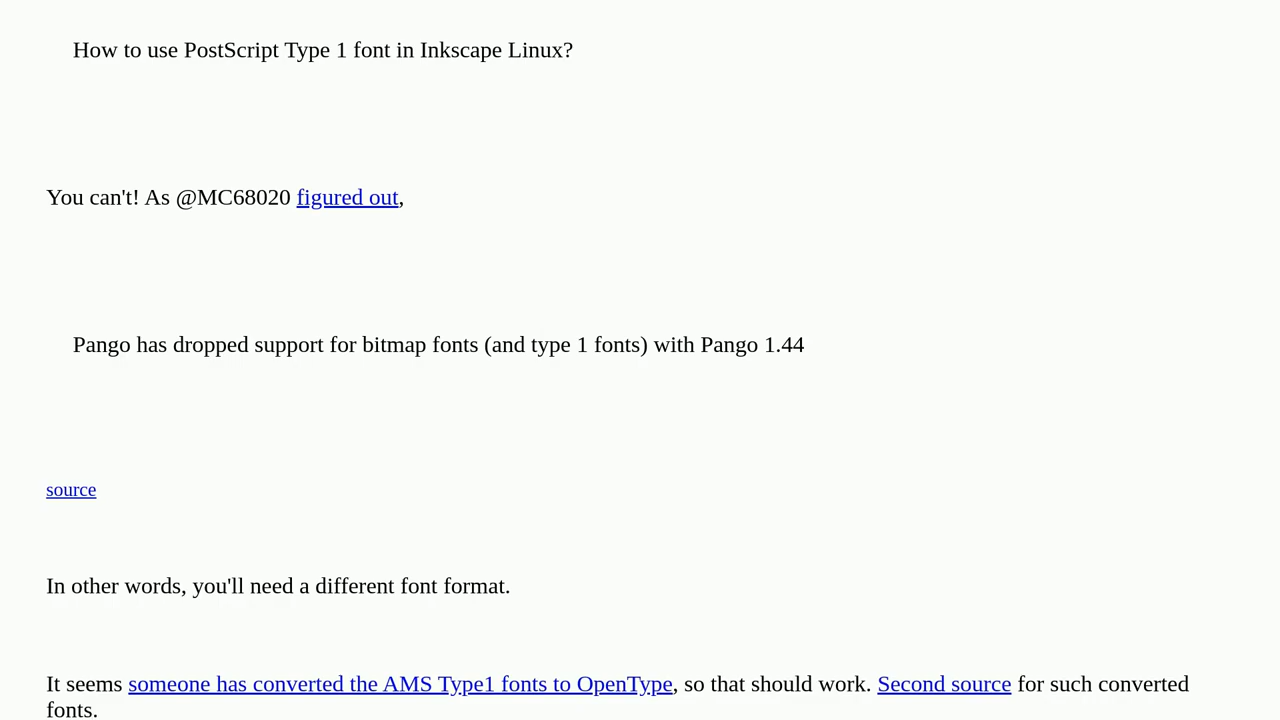 How to use PostScript Type 1 font in Inkscape Linux?
You can't! As @MC68020 figured out,
Pango has dropped support for bitmap fonts (and type 1 fonts) with Pango 1.44
source
In other words, you'll need a different font format.
It seems someone has converted the AMS Type1 fonts to OpenType, so that should work. Second source for such converted
fonts.